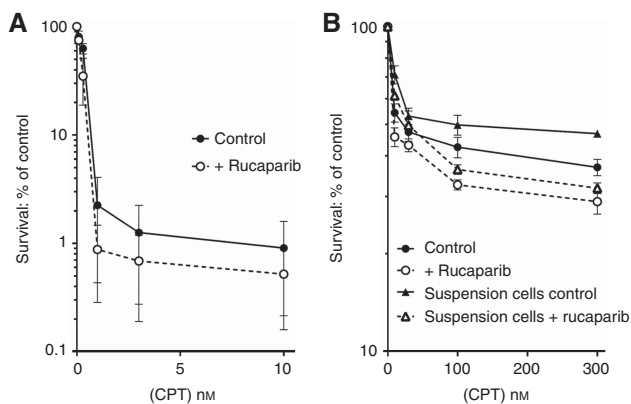 A
100
10
1
0.1
Survival: % of control
Control
+ Rucaparib
0
5
10
(CPT) nM
B
100
10
Survival: % of control
Control
+ Rucaparib
Suspension cells control
Suspension cells + rucaparib
0
100
200
300
(CPT) nM